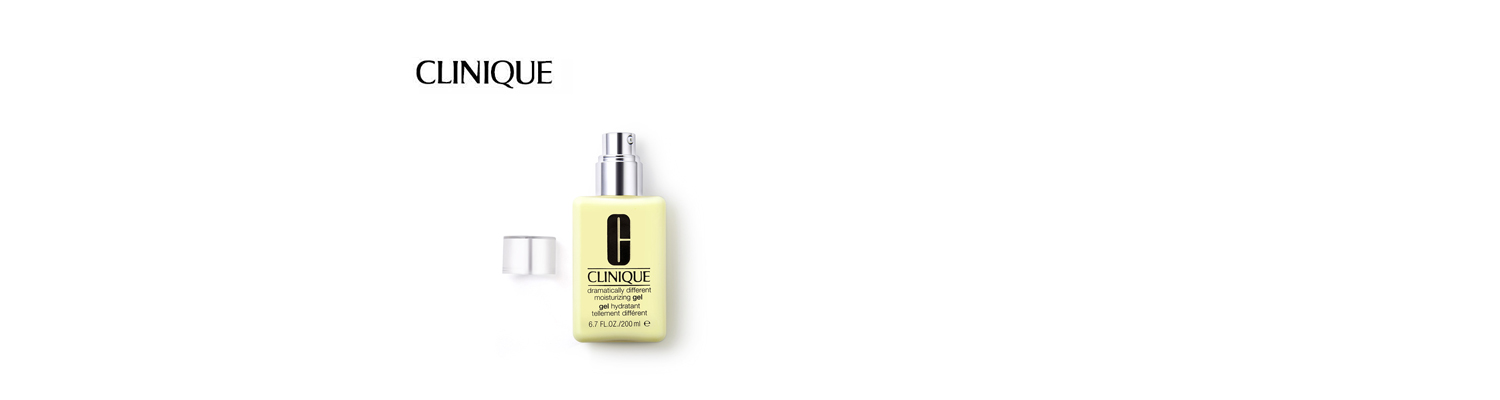 CLINIQUE
C
CLINIQUE
dramatically different
moisturizing gel
gel hydratant
tellement différent
6.7 FL.OZ./200 ml ℮